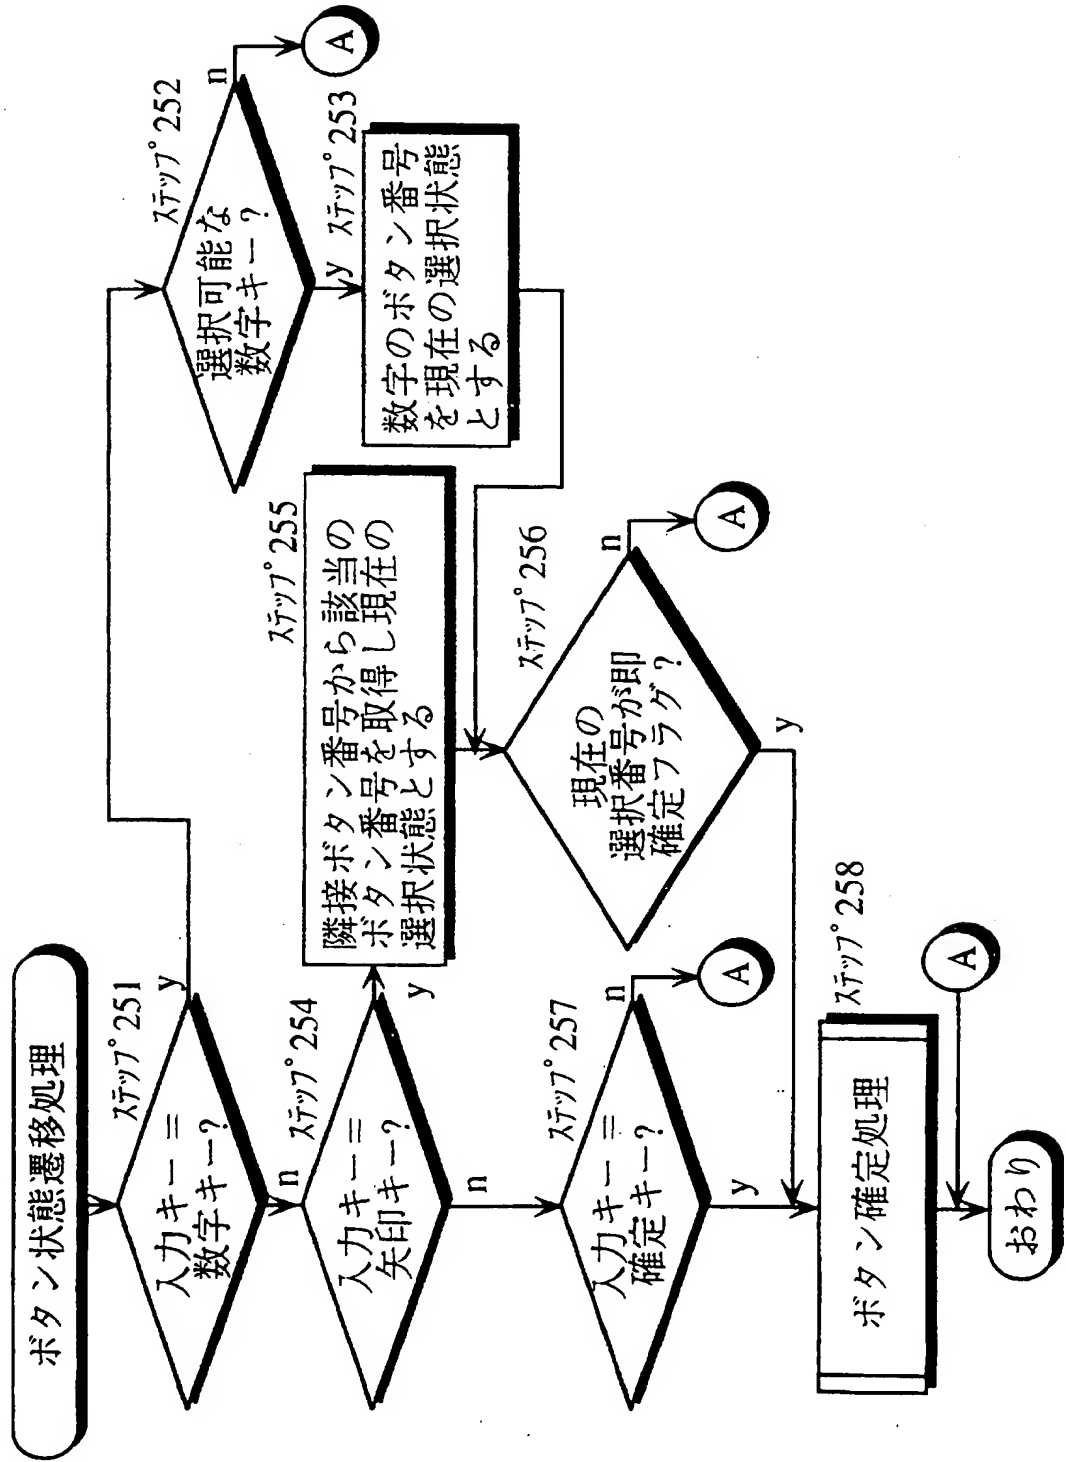 ボタン状態遷移処理
ステップ251
入力キー＝
数字キー？
y
n
ステップ252
選択可能な
数字キー？
n
A
y
ステップ253
数字のボタン番号
を現在の選択状態
とする
ステップ254
入力キー＝
矢印キー？
y
n
ステップ255
隣接ボタン番号から該当の
ボタン番号を取得し現在の
選択状態とする
ステップ256
現在の
選択番号が即
確定フラグ？
n
A
y
ステップ257
入力キー＝
確定キー？
n
A
y
ステップ258
ボタン確定処理
A
おわり